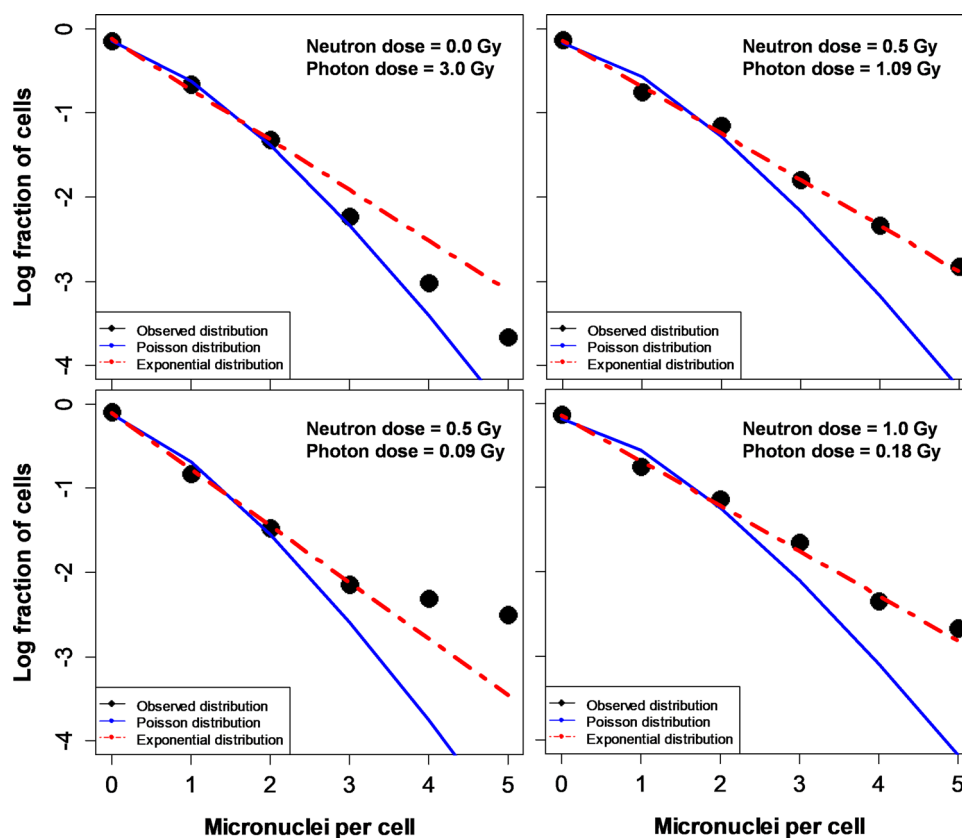 Neutron dose = 0.0 Gy
Photon dose = 3.0 Gy
Neutron dose = 0.5 Gy
Photon dose = 1.09 Gy
Log fraction of cells
-0
-1
-2
-3
-4
Observed distribution
Poisson distribution
Exponential distribution
Observed distribution
Poisson distribution
Exponential distribution
Neutron dose = 0.5 Gy
Photon dose = 0.09 Gy
Neutron dose = 1.0 Gy
Photon dose = 0.18 Gy
Log fraction of cells
0
-1
-2
-3
-4
Observed distribution
Poisson distribution
Exponential distribution
Observed distribution
Poisson distribution
Exponential distribution
0 1 2 3 4 5
0 1 2 3 4 5
Micronuclei per cell
Micronuclei per cell